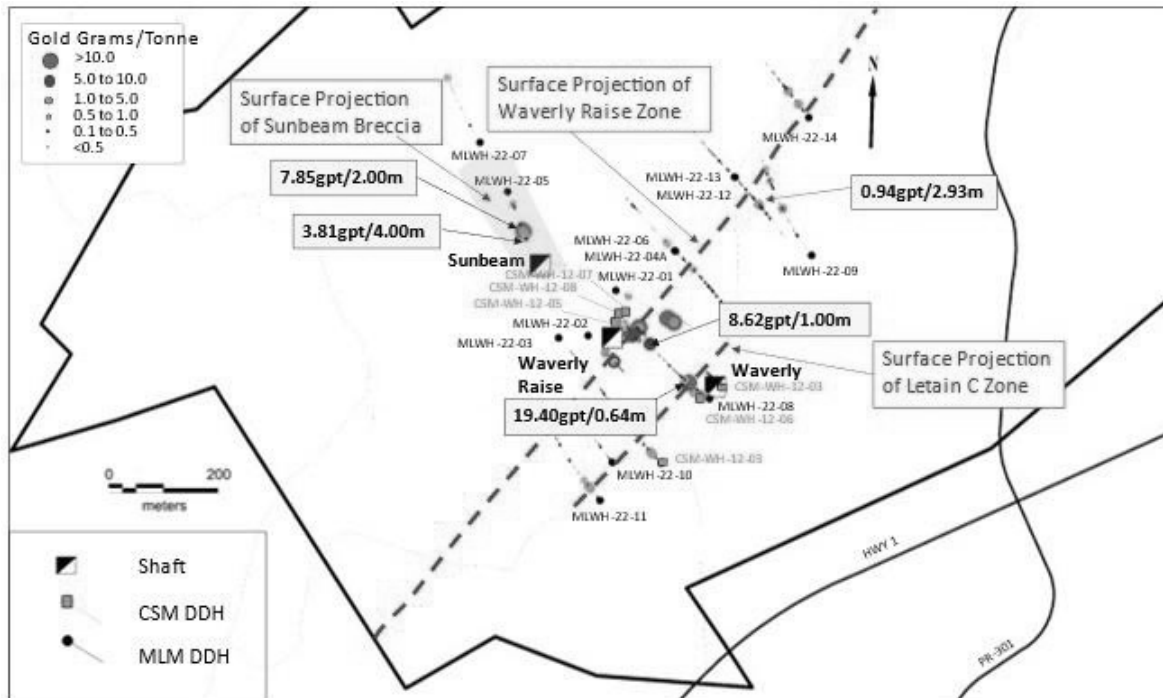 Gold Grams/Tonne
>10.0
5.0 to 10.0
1.0 to 5.0
0.5 to 1.0
0.1 to 0.5
<0.5
Surface Projection
of Sunbeam Breccia
Surface Projection of
Waverly Raise Zone
N
MLWH-22-14
MLWH-22-07
MLWH-22-13
MLWH-22-12
7.85gpt/2.00m
MLWH-22-05
0.94gpt/2.93m
3.81gpt/4.00m
MLWH-22-06
MLWH-22-04A
MLWH-22-09
Sunbeam
CSM-WH-12-07
MLWH-22-01
CSM-WH-12-08
CSM-WH-12-05
8.62gpt/1.00m
MLWH-22-02
MLWH-22-03
Surface Projection
of Letain C Zone
Waverly
Raise
Waverly
CSM-WH-12-03
MLWH-22-08
19.40gpt/0.64m
CSM-WH-12-06
CSM-WH-12-03
MLWH-22-10
0 200
meters
MLWH-22-11
HWY 1
PR-301
Shaft
CSM DDH
MLM DDH